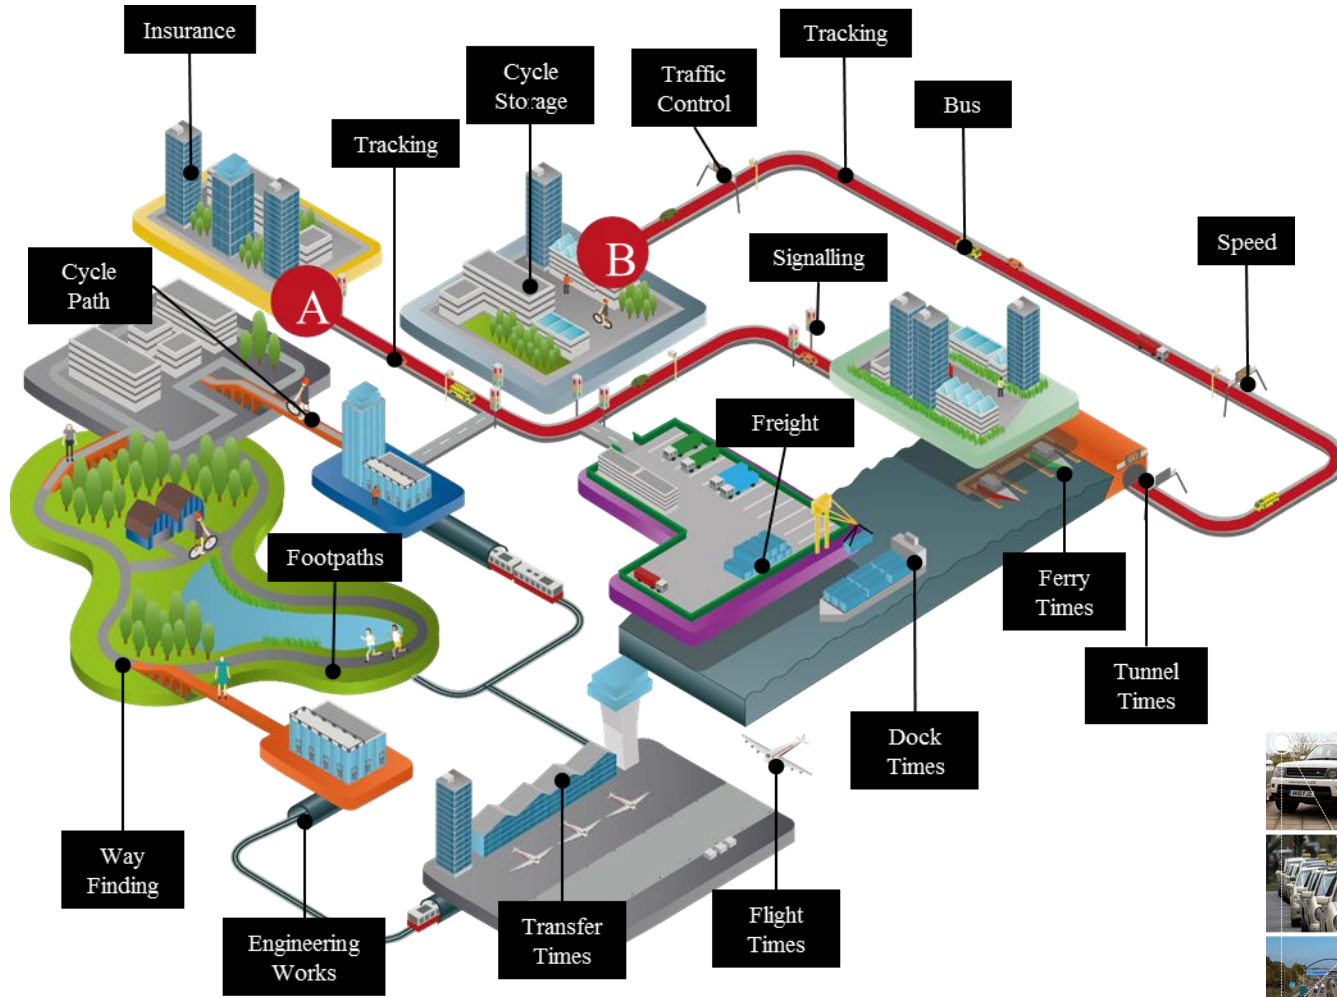 Insurance
Tracking
Cycle
Storage
Traffic
Control
Tracking
Bus
Speed
Cycle
Path
Signalling
A
B
Freight
Footpaths
Ferry
Times
Tunnel
Times
Dock
Times
Way
Finding
Engineering
Works
Transfer
Times
Flight
Times